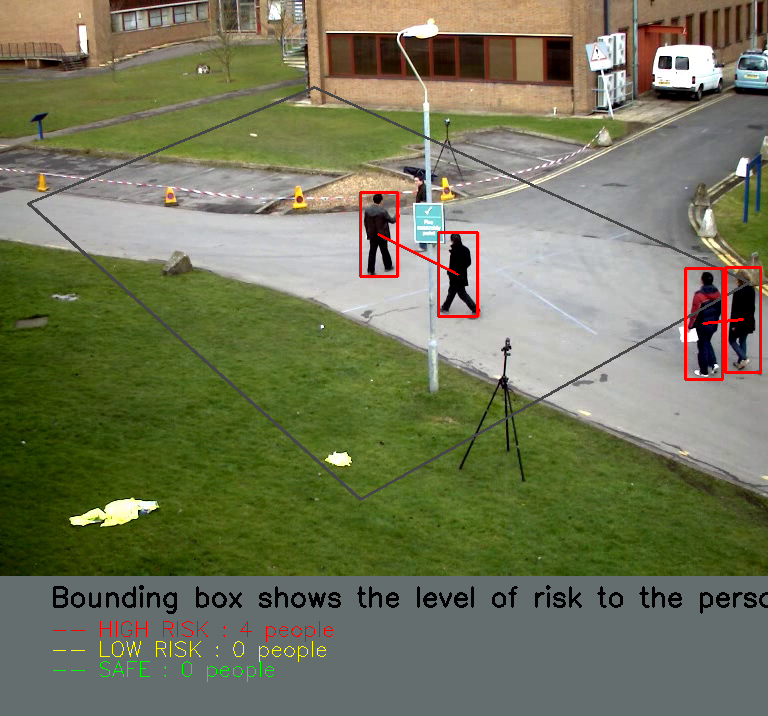 Bounding box shows the level of risk to the perso
-- HIGH RISK : 4 people
-- LOW RISK : 0 people
-- SAFE : 0 people